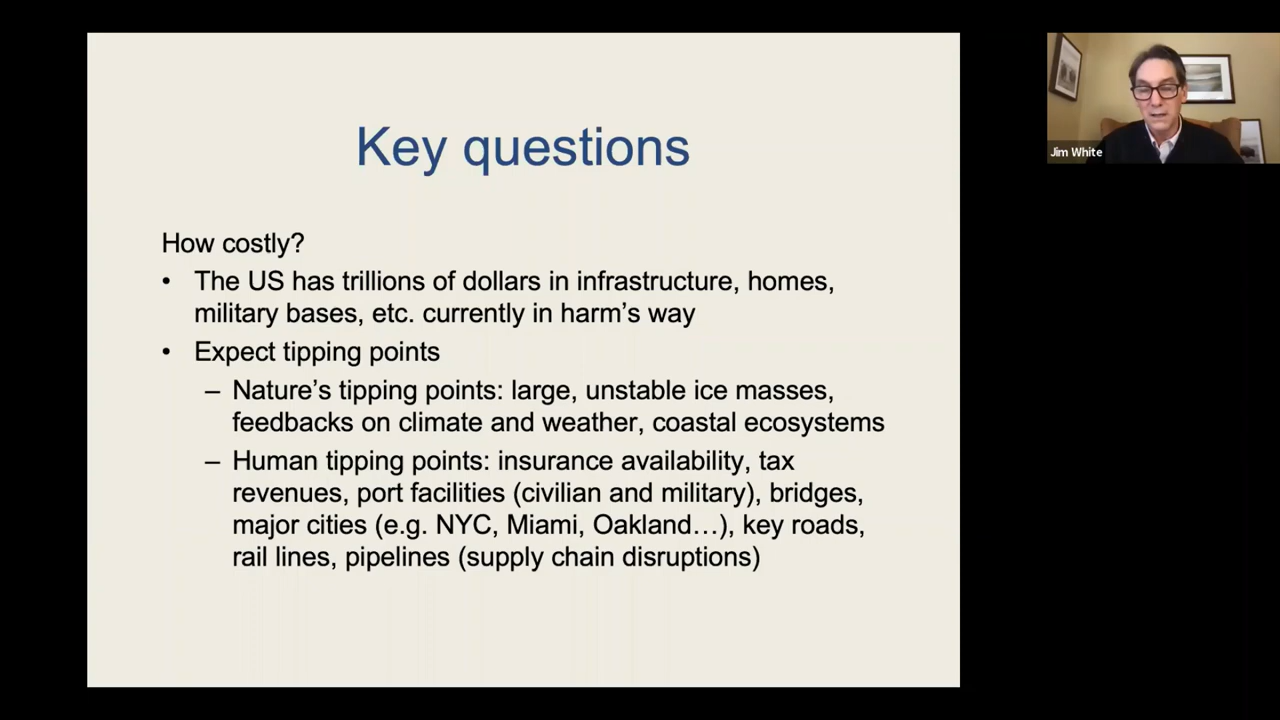 Key questions
How costly?
• The US has trillions of dollars in infrastructure, homes,
military bases, etc. currently in harm’s way
• Expect tipping points
– Nature’s tipping points: large, unstable ice masses,
feedbacks on climate and weather, coastal ecosystems
– Human tipping points: insurance availability, tax
revenues, port facilities (civilian and military), bridges,
major cities (e.g. NYC, Miami, Oakland…), key roads,
rail lines, pipelines (supply chain disruptions)
Jim White